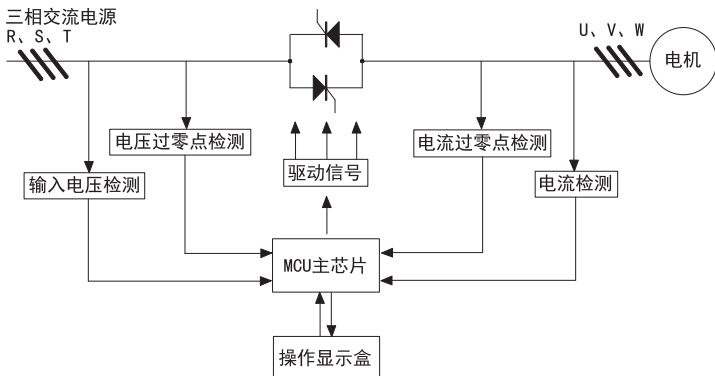 三相交流电源
R、S、T
U、V、W
电机
电压过零点检测
电流过零点检测
输入电压检测
驱动信号
电流检测
MCU主芯片
操作显示盒